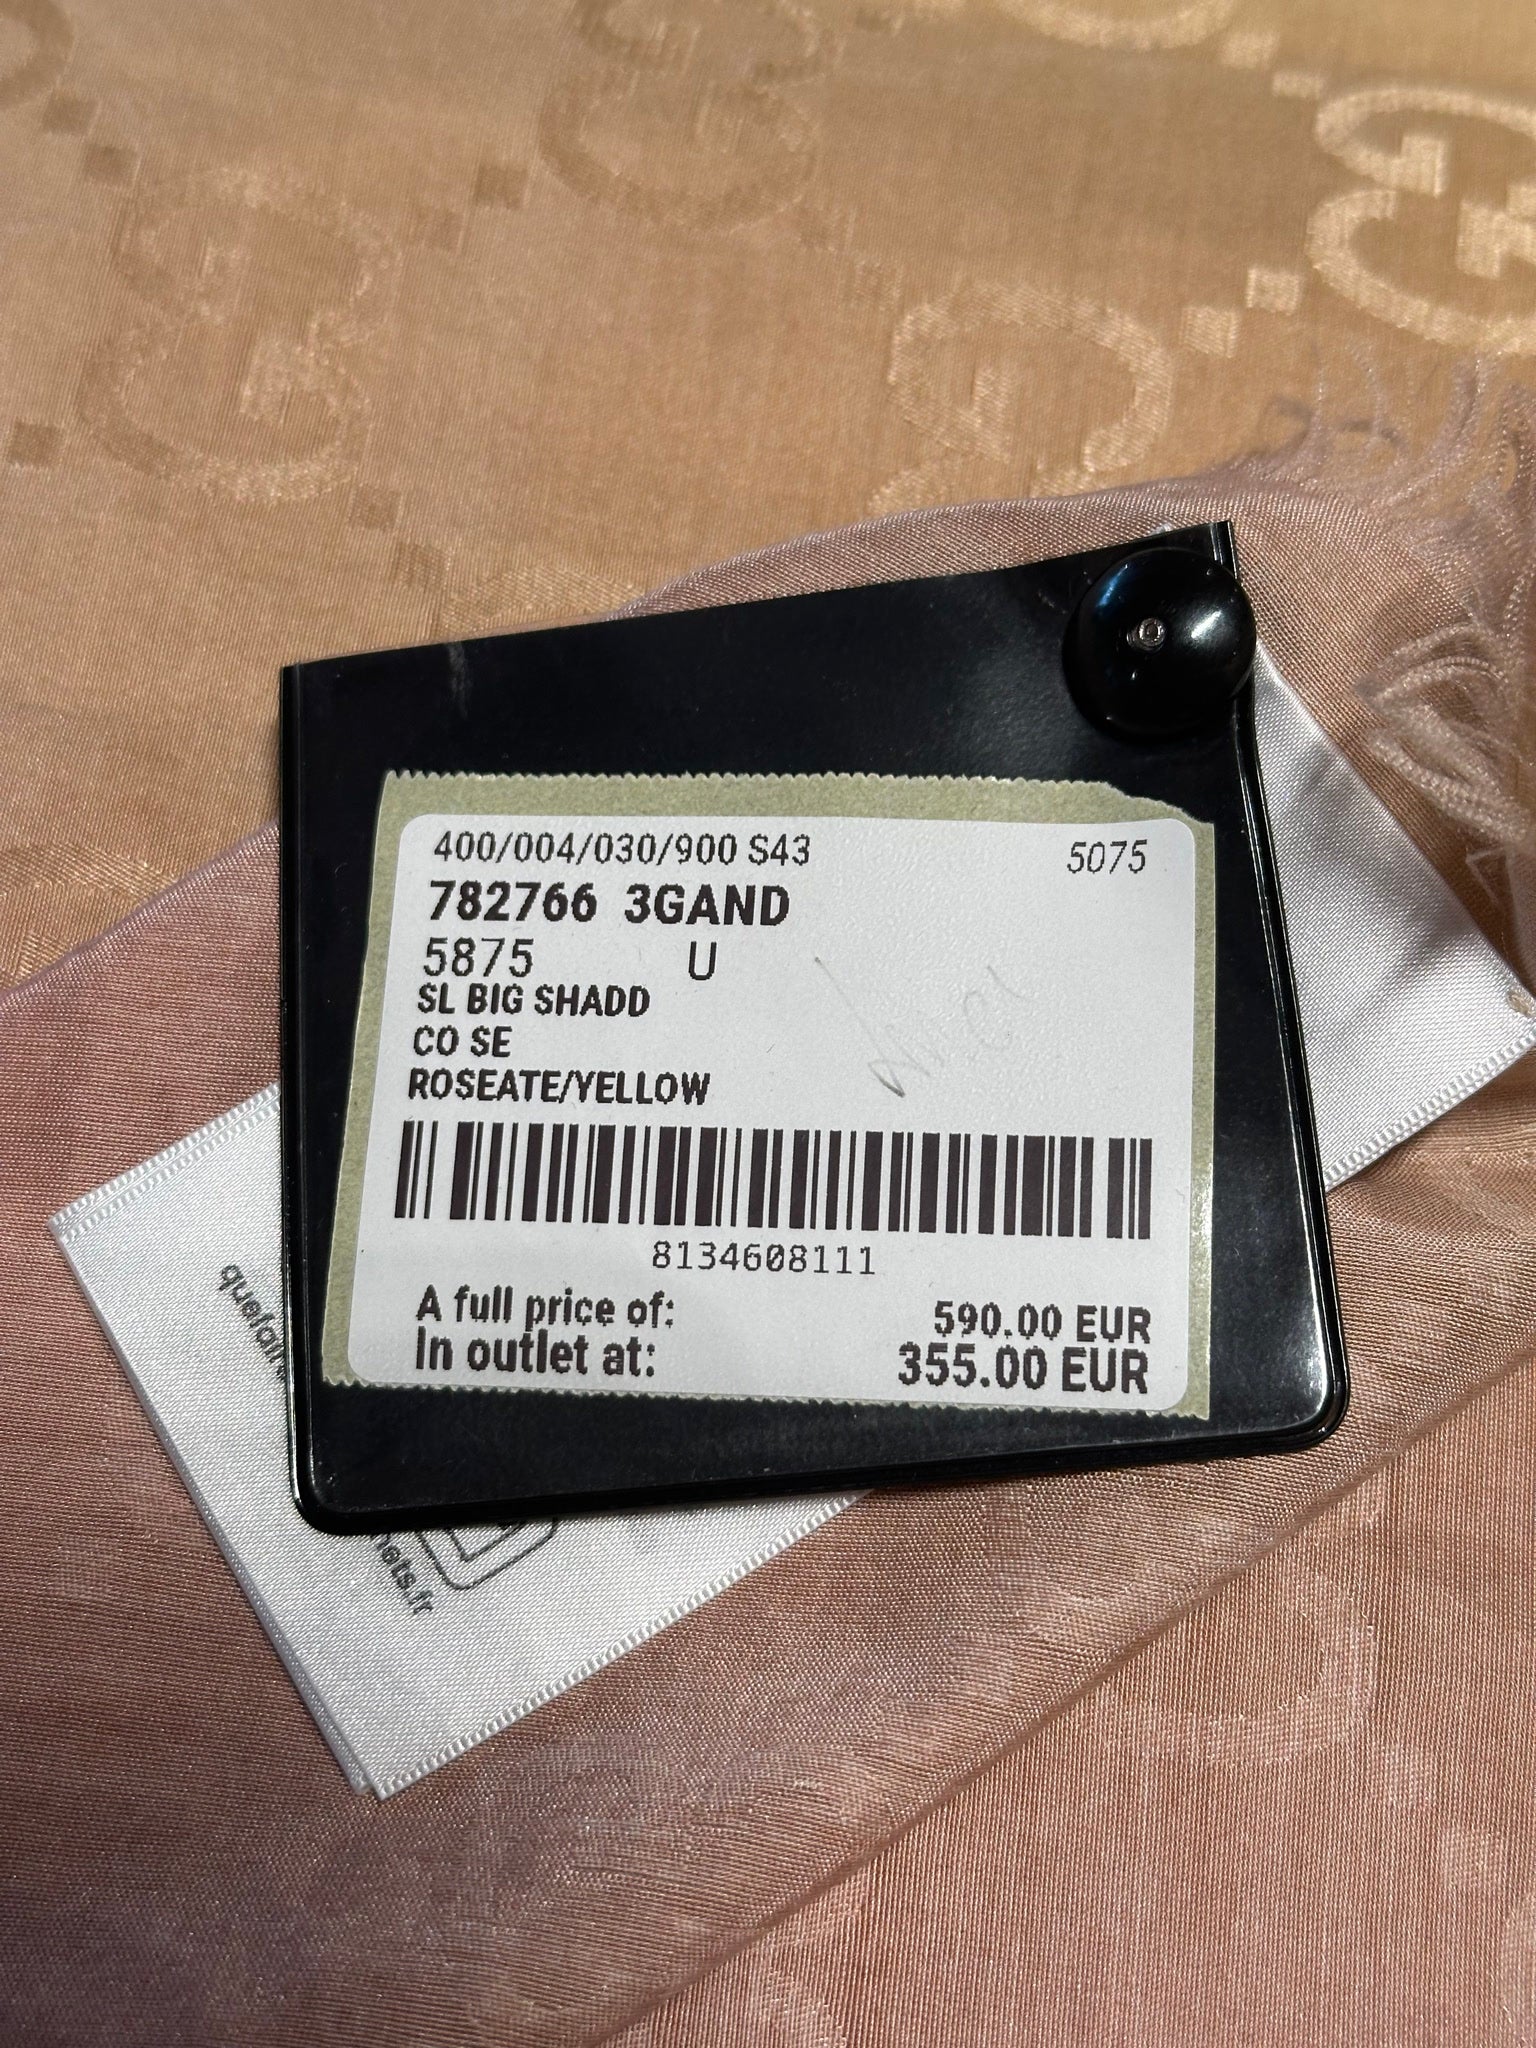 400/004/030/900 S43 5075
782766 3GAND
5875 U
SL BIG SHADD
CO SE
ROSEATE/YELLOW
8134608111
A full price of: 590.00 EUR
In outlet at: 355.00 EUR